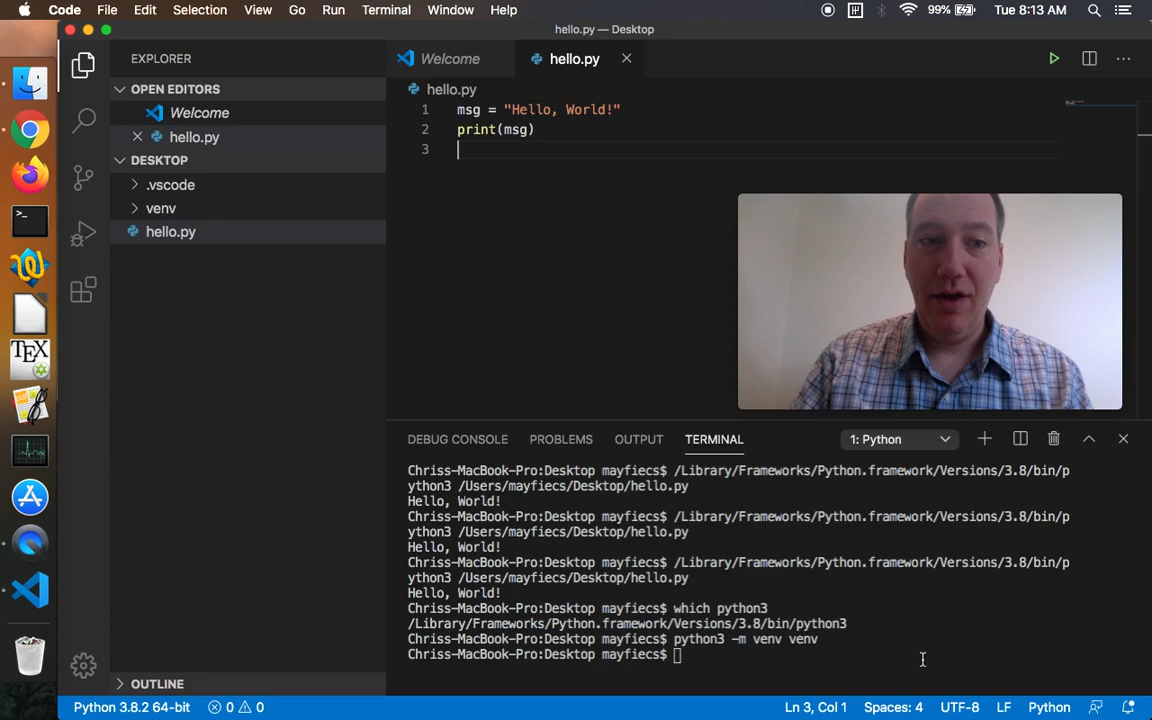 Code File Edit Selection View Go Run Terminal Window Help 99% Tue 8:13 AM
hello.py — Desktop
EXPLORER
OPEN EDITORS
Welcome
hello.py
DESKTOP
.vscode
venv
hello.py
OUTLINE
Welcome hello.py
hello.py
1 msg = "Hello, World!"
2 print(msg)
3
DEBUG CONSOLE PROBLEMS OUTPUT TERMINAL 1: Python
Chriss-MacBook-Pro:Desktop mayfiecs$ /Library/Frameworks/Python.framework/Versions/3.8/bin/p
ython3 /Users/mayfiecs/Desktop/hello.py
Hello, World!
Chriss-MacBook-Pro:Desktop mayfiecs$ /Library/Frameworks/Python.framework/Versions/3.8/bin/p
ython3 /Users/mayfiecs/Desktop/hello.py
Hello, World!
Chriss-MacBook-Pro:Desktop mayfiecs$ /Library/Frameworks/Python.framework/Versions/3.8/bin/p
ython3 /Users/mayfiecs/Desktop/hello.py
Hello, World!
Chriss-MacBook-Pro:Desktop mayfiecs$ which python3
/Library/Frameworks/Python.framework/Versions/3.8/bin/python3
Chriss-MacBook-Pro:Desktop mayfiecs$ python3 -m venv venv
Chriss-MacBook-Pro:Desktop mayfiecs$
TEX
Python 3.8.2 64-bit 0 0 Ln 3, Col 1 Spaces: 4 UTF-8 LF Python